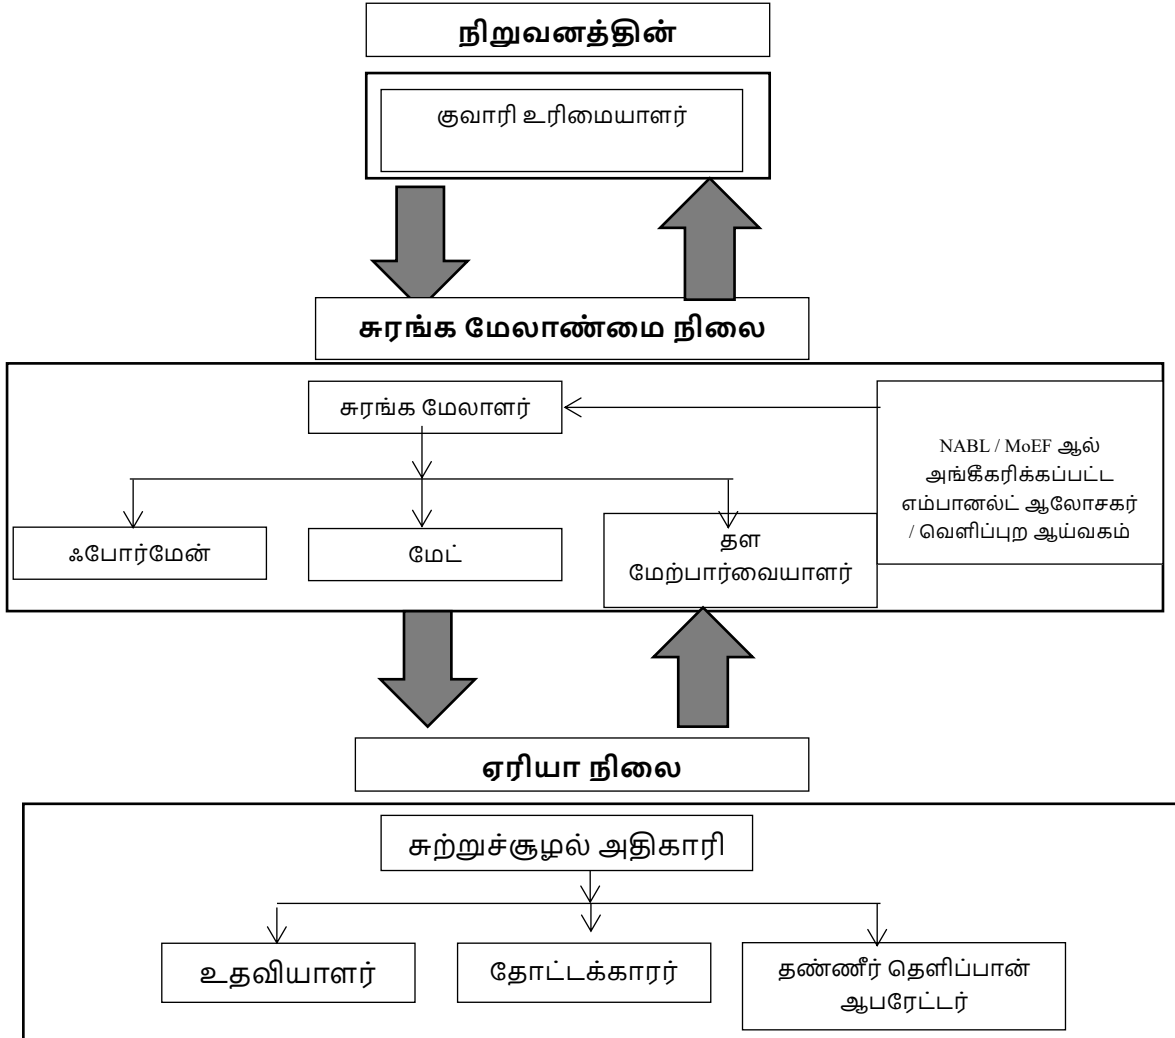 நிறுவனத்தின்
குவாரி உரிமையாளர்
சுரங்க மேலாண்மை நிலை
சுரங்க மேலாளர்
NABL / MoEF ஆல்
அங்கீகரிக்கப்பட்ட
எம்பானல்ட் ஆலோசகர்
/ வெளிப்புற ஆய்வகம்
ஃபோர்மேன்
மேட்
தள
மேற்பார்வையாளர்
ஏரியா நிலை
சுற்றுச்சூழல் அதிகாரி
உதவியாளர்
தோட்டக்காரர்
தண்ணீர் தெளிப்பான்
ஆபரேட்டர்